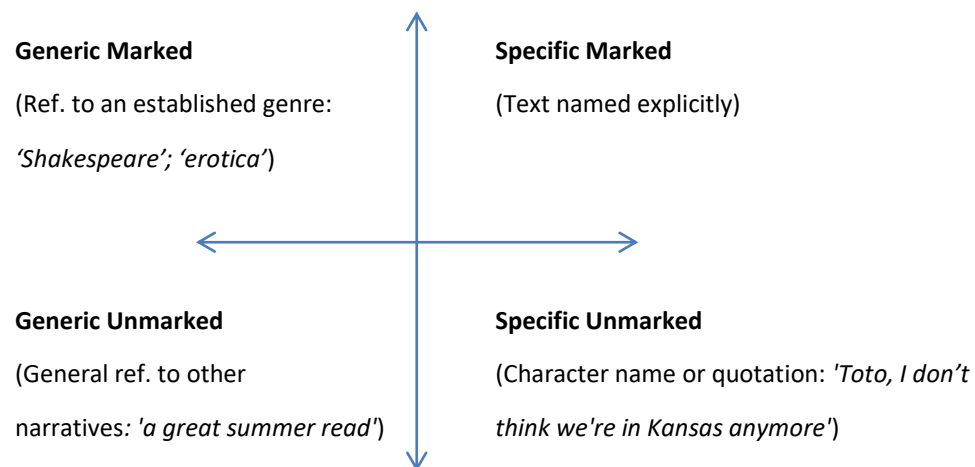 Generic Marked
(Ref. to an established genre:
‘Shakespeare’; ‘erotica’)
Specific Marked
(Text named explicitly)
Generic Unmarked
(General ref. to other
narratives: 'a great summer read')
Specific Unmarked
(Character name or quotation: 'Toto, I don’t
think we're in Kansas anymore')